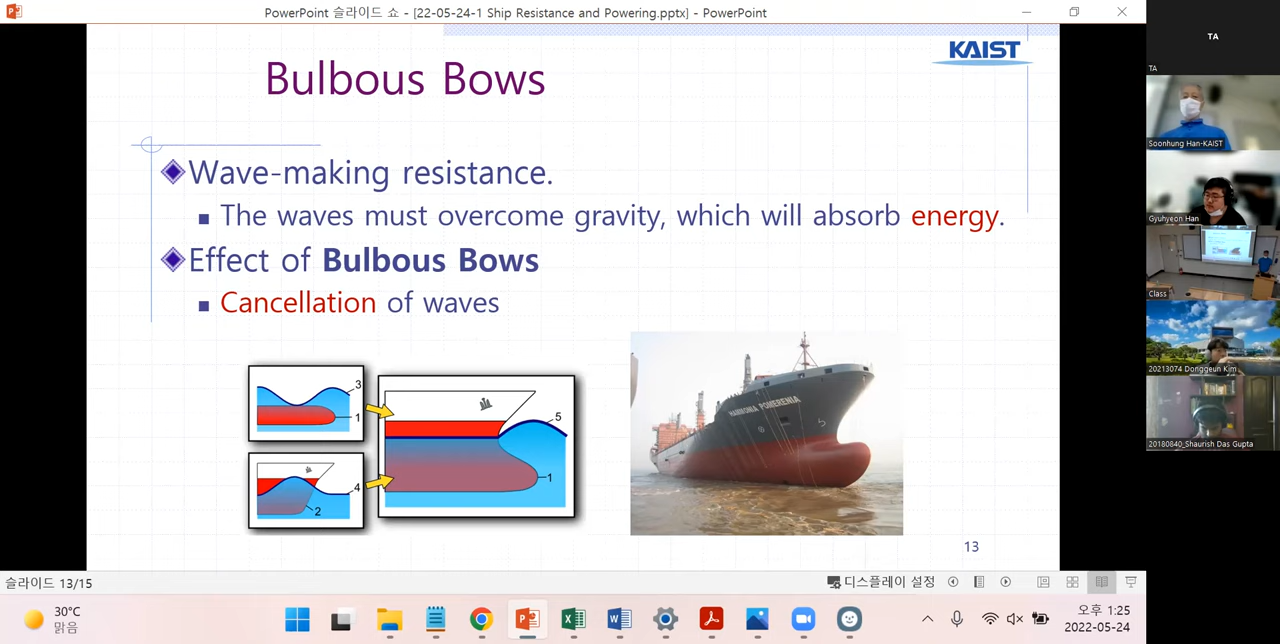 PowerPoint 슬라이드 쇼 - [22-05-24-1 Ship Resistance and Powering.pptx] - PowerPoint
KAIST
Bulbous Bows
Wave-making resistance.
The waves must overcome gravity, which will absorb energy.
Effect of Bulbous Bows
Cancellation of waves
3
1
4
2
5
1
HAMMONIA POMERENIA
13
TA
TA
Soonhung Han-KAIST
Gyuhyeon Han
Class
20213074 Donggeun Kim
20180840_Shaurish Das Gupta
슬라이드 13/15
디스플레이 설정
30°C
맑음
오후 1:25
2022-05-24